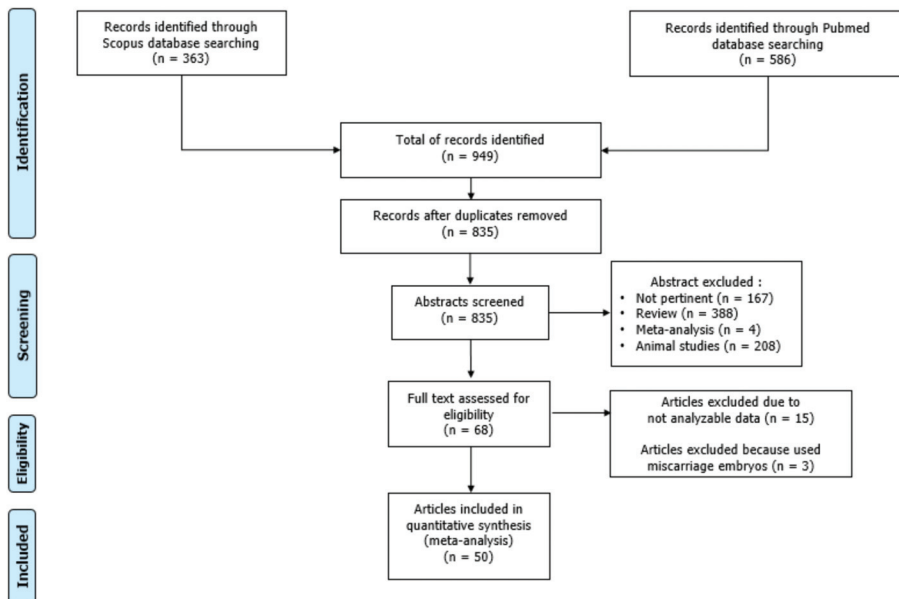 Identification
Records identified through
Scopus database searching
(n = 363)
Records identified through Pubmed
database searching
(n = 586)
Total of records identified
(n = 949)
Records after duplicates removed
(n = 835)
Screening
Abstracts screened
(n = 835)
Abstract excluded :
• Not pertinent (n = 167)
• Review (n = 388)
• Meta-analysis (n = 4)
• Animal studies (n = 208)
Eligibility
Full text assessed for
eligibility
(n = 68)
Articles excluded due to
not analyzable data (n = 15)
Articles excluded because used
miscarriage embryos (n = 3)
Included
Articles included in
quantitative synthesis
(meta-analysis)
(n = 50)